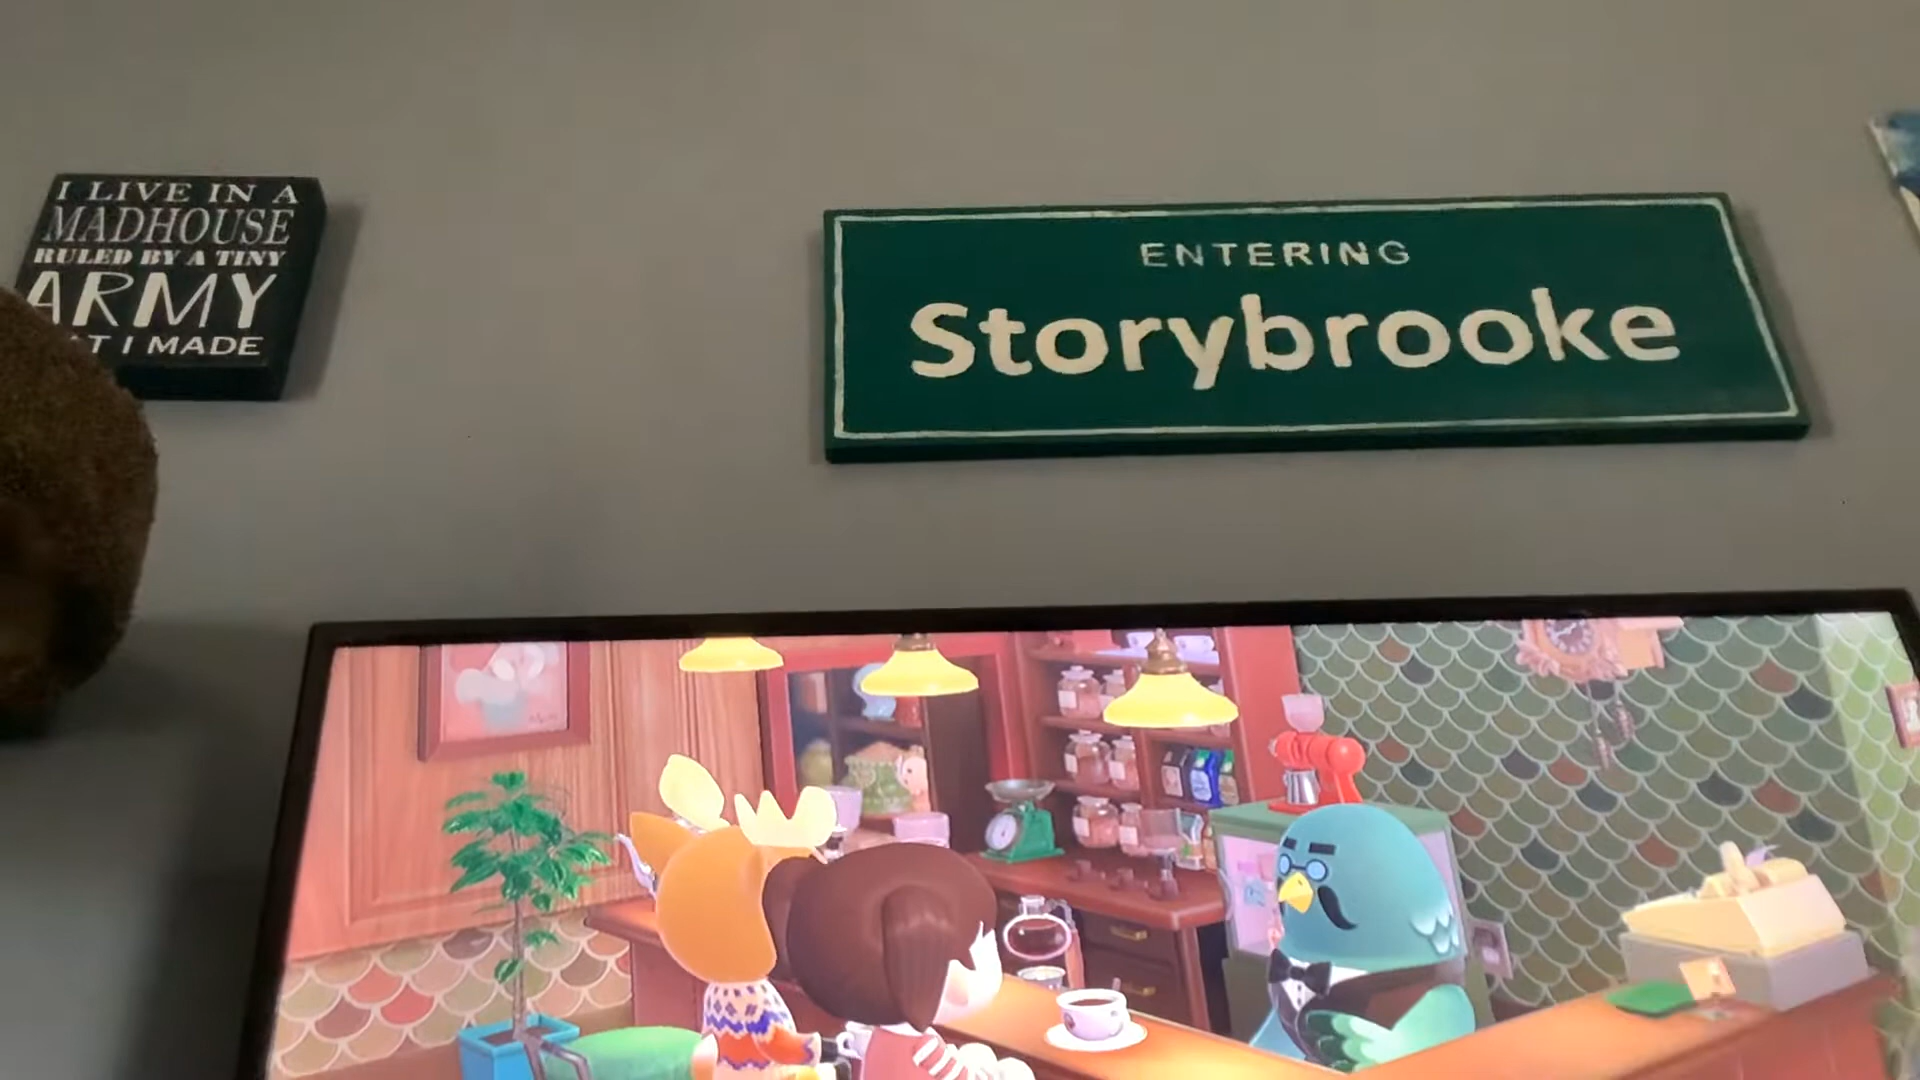 I LIVE IN A
MADHOUSE
RULED BY A TINY
ARMY
I MADE
ENTERING
Storybrooke